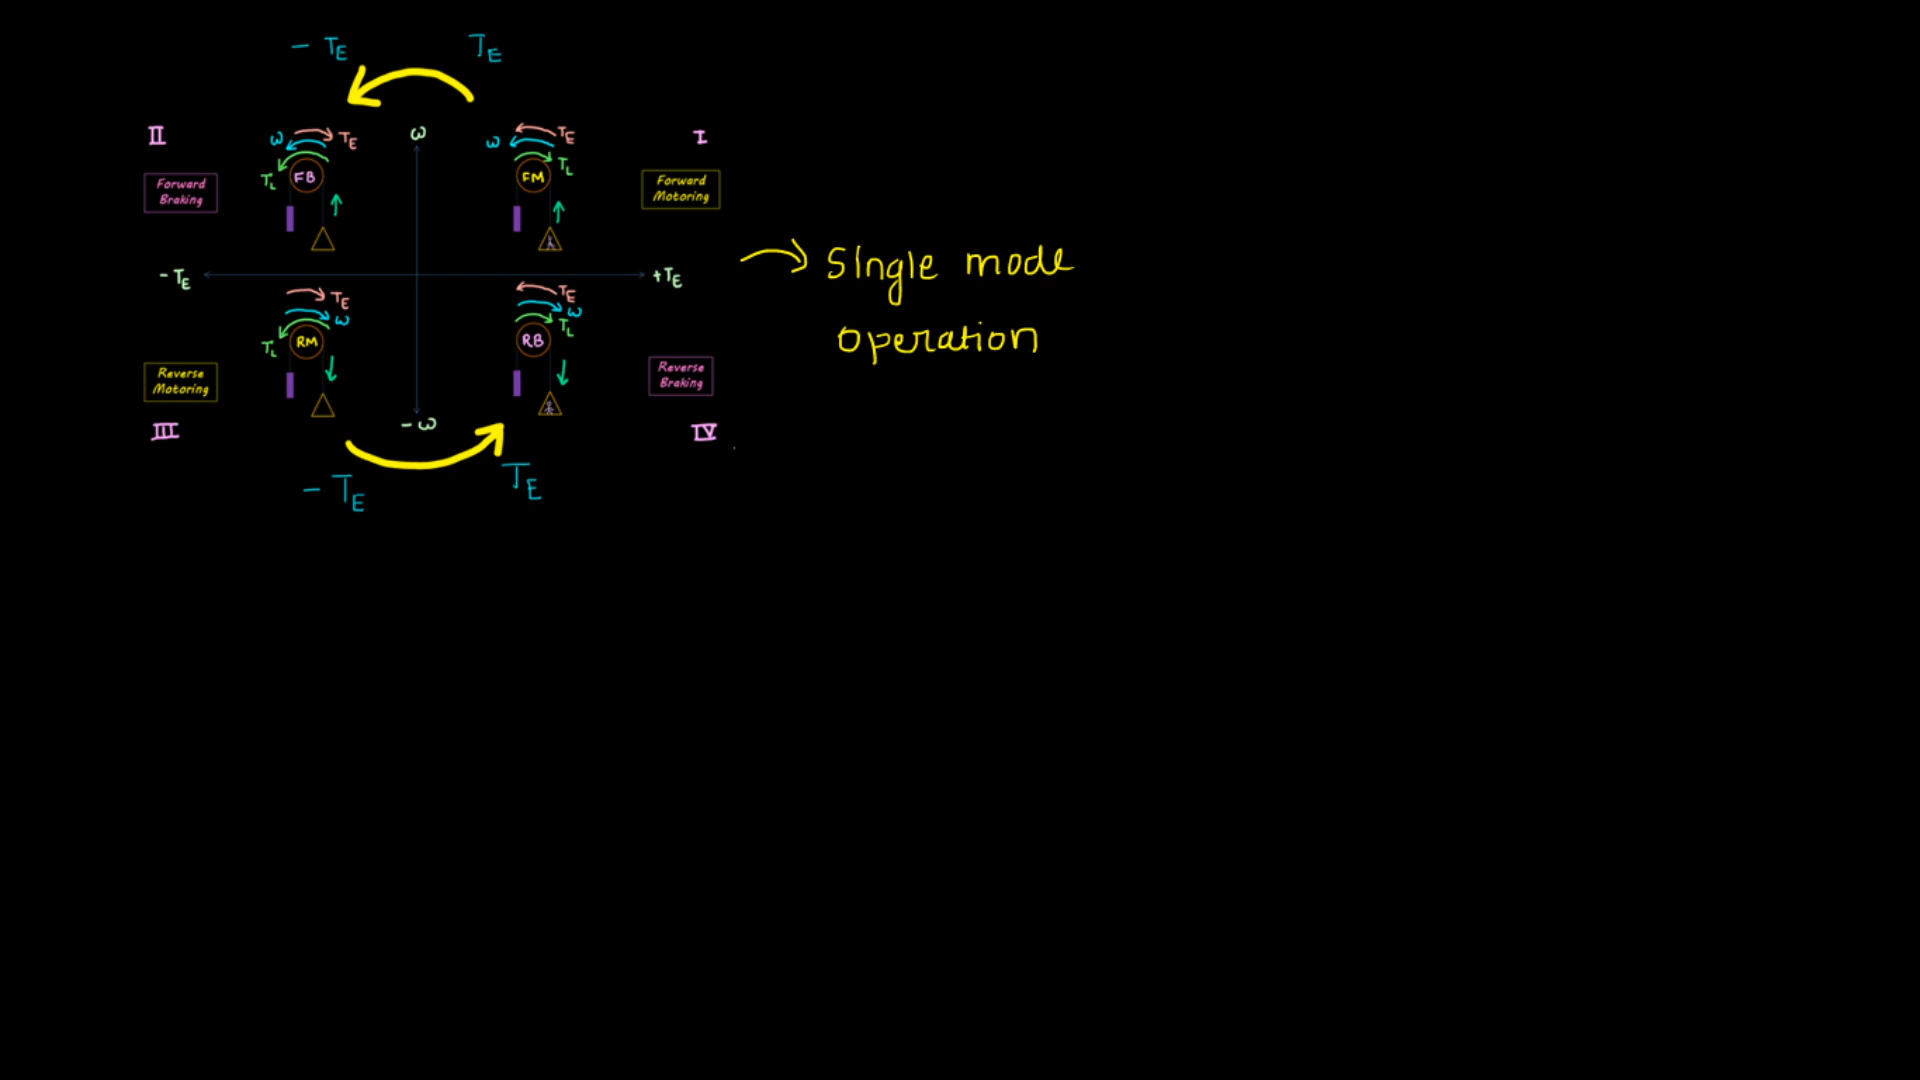 - TE TE
II
ω TE
TL FB
Forward
Braking
ω
ω TE
TL
FM
I
Forward
Motoring
- TE
+TE
TE
ω
TL RM
Reverse
Motoring
III
TE
ω
TL
RB
Reverse
Braking
IV
- ω
- TE TE
Single mode
operation